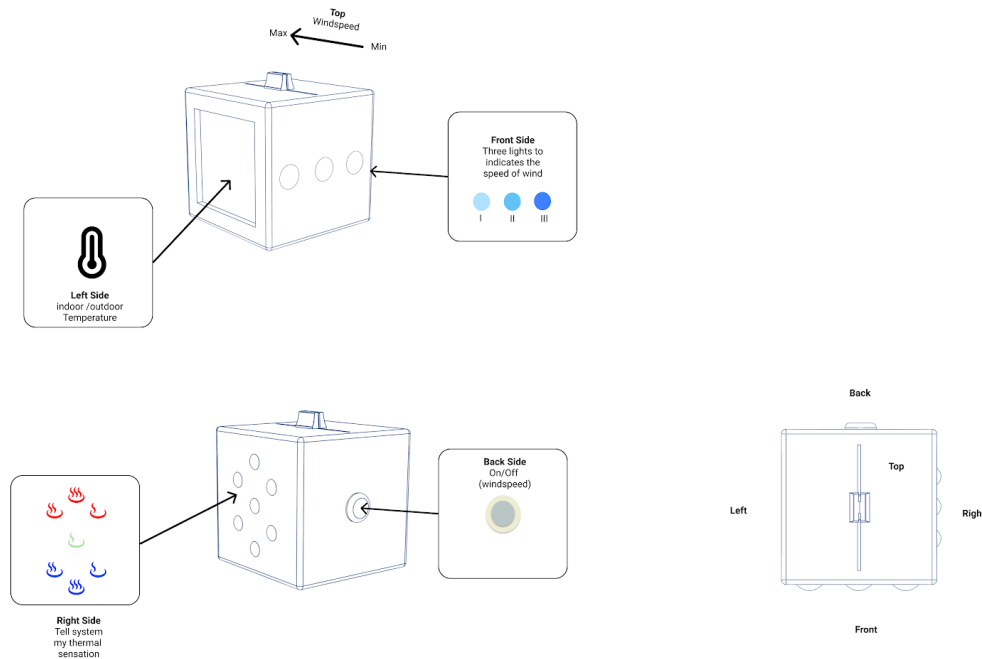 Top
Windspeed
Max
Min
Front Side
Three lights to
indicates the
speed of wind
I
II
III
Left Side
indoor /outdoor
Temperature
Back
Back Side
On/Off
(windspeed)
Top
Left
Righ
Right Side
Tell system
my thermal
sensation
Front